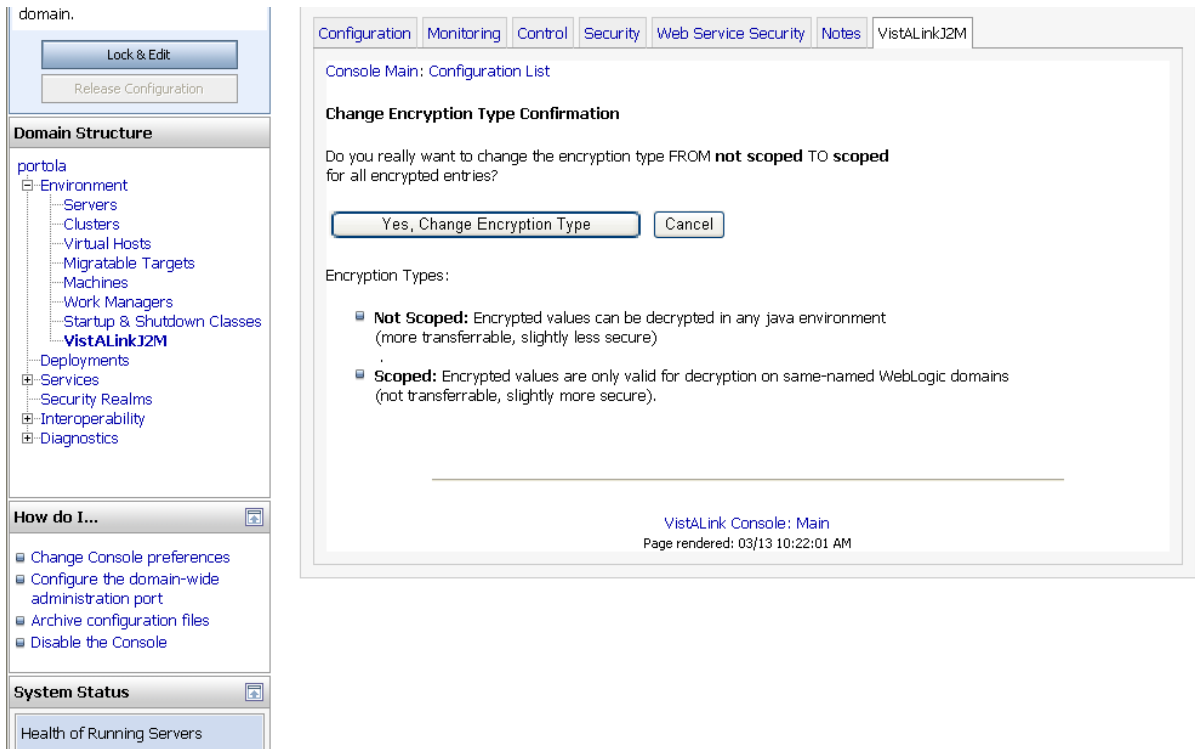 domain.
Lock & Edit
Release Configuration
Domain Structure
portola
Environment
Servers
Clusters
Virtual Hosts
Migratable Targets
Machines
Work Managers
Startup & Shutdown Classes
VistALinkJ2M
Deployments
Services
Security Realms
Interoperability
Diagnostics
How do I...
Change Console preferences
Configure the domain-wide
administration port
Archive configuration files
Disable the Console
System Status
Health of Running Servers
Configuration Monitoring Control Security Web Service Security Notes VistALinkJ2M
Console Main: Configuration List
Change Encryption Type Confirmation
Do you really want to change the encryption type FROM not scoped TO scoped
for all encrypted entries?
Yes, Change Encryption Type Cancel
Encryption Types:
Not Scoped: Encrypted values can be decrypted in any java environment
(more transferrable, slightly less secure)
.
Scoped: Encrypted values are only valid for decryption on same-named WebLogic domains
(not transferrable, slightly more secure).
VistALink Console: Main
Page rendered: 03/13 10:22:01 AM